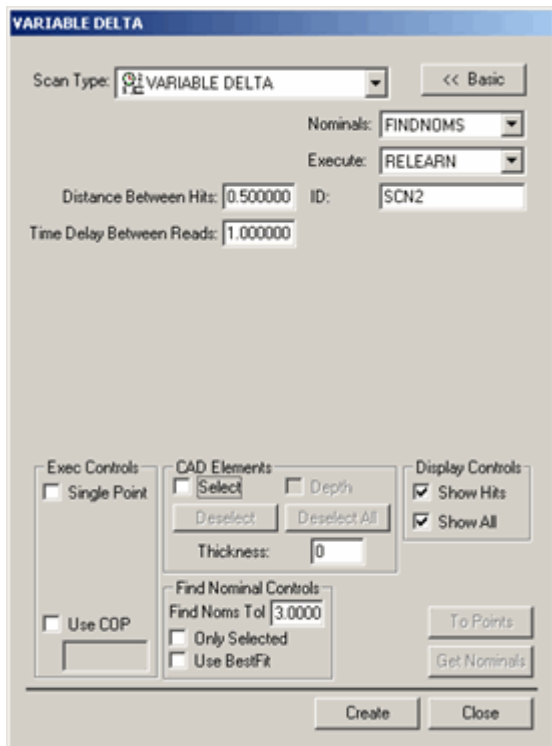 VARIABLE DELTA
Scan Type: VARIABLE DELTA << Basic
Nominals: FINDNOMS
Execute: RELEARN
Distance Between Hits: 0.500000 ID: SCN2
Time Delay Between Reads: 1.000000
Exec Controls
Single Point
Use COP
CAD Elements
Select Depth
Deselect Deselect All
Thickness: 0
Display Controls
Show Hits
Show All
Find Nominal Controls
Find Noms Tol 3.0000
Only Selected
Use BestFit
To Points
Get Nominals
Create Close